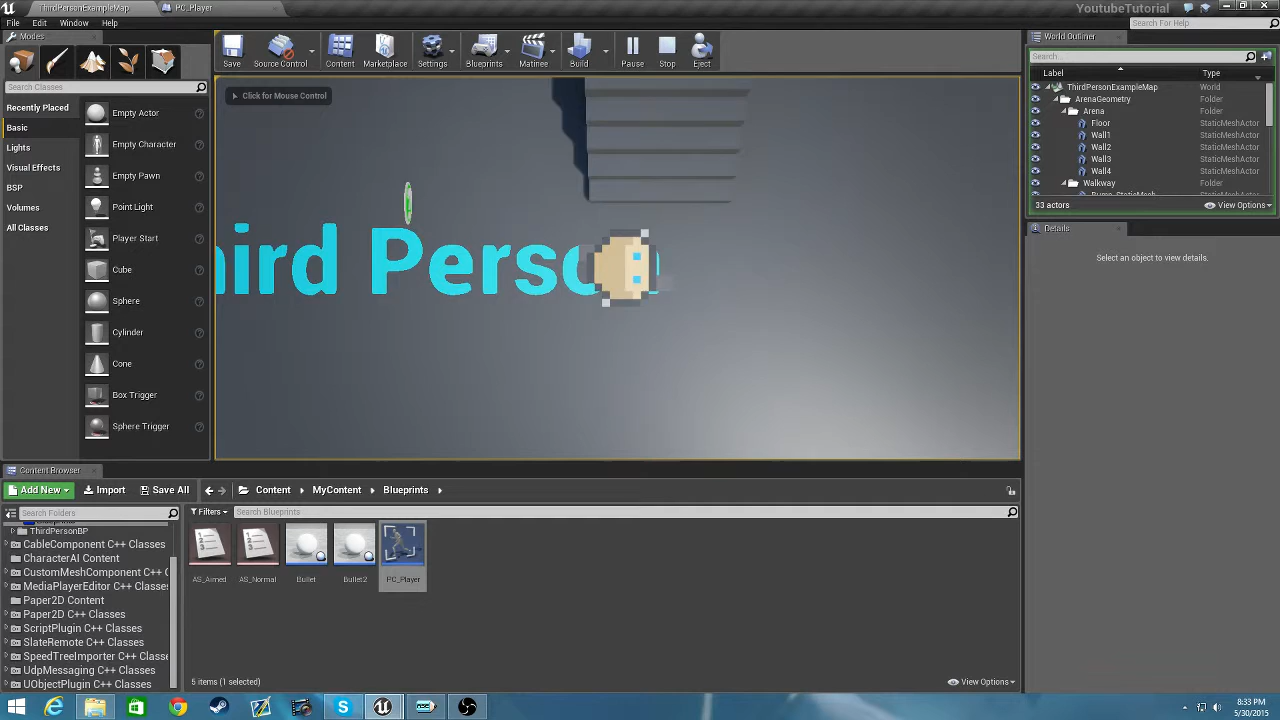 ThirdPersonExampleMap
PC_Player
YoutubeTutorial
File Edit Window Help
Search For Help
Modes
Search Classes
Recently Placed
Basic
Lights
Visual Effects
BSP
Volumes
All Classes
Empty Actor
Empty Character
Empty Pawn
Point Light
Player Start
Cube
Sphere
Cylinder
Cone
Box Trigger
Sphere Trigger
Save
Source Control
Content
Marketplace
Settings
Blueprints
Matinee
Build
Pause
Stop
Eject
Click for Mouse Control
hird Perso
World Outliner
Search...
Label Type
ThirdPersonExampleMap World
ArenaGeometry Folder
Arena Folder
Floor StaticMeshActor
Wall1 StaticMeshActor
Wall2 StaticMeshActor
Wall3 StaticMeshActor
Wall4 StaticMeshActor
Walkway Folder
33 actors
View Options
Details
Select an object to view details.
Content Browser
Add New
Import
Save All
Content
MyContent
Blueprints
Search Folders
Filters
Search Blueprints
ThirdPersonBP
CableComponent C++ Classes
CharacterAI Content
CustomMeshComponent C++ C
MediaPlayerEditor C++ Classes
Paper2D Content
Paper2D C++ Classes
ScriptPlugin C++ Classes
SlateRemote C++ Classes
SpeedTreeImporter C++ Classe
UdpMessaging C++ Classes
UObjectPlugin C++ Classes
AS_Aimed
AS_Normal
Bullet
Bullet2
PC_Player
5 items (1 selected)
View Options
8:33 PM
5/30/2015